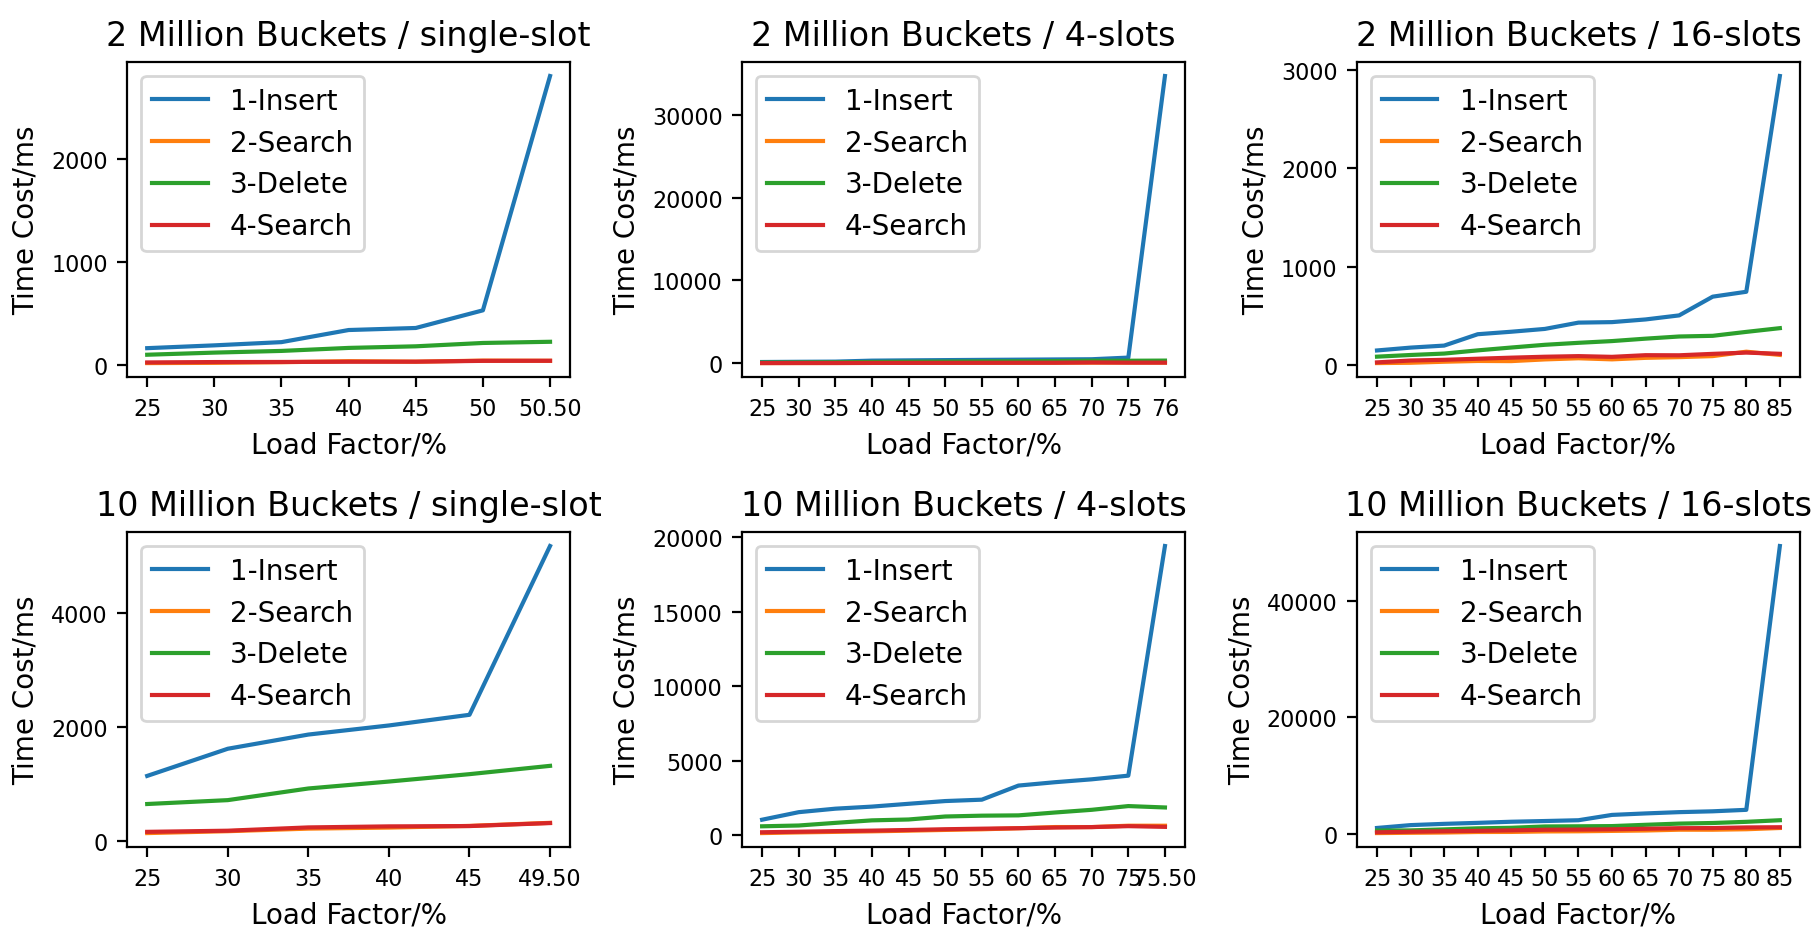 2 Million Buckets / single-slot
Time Cost/ms
2000
1000
0
1-Insert
2-Search
3-Delete
4-Search
25 30 35 40 45 50 50.50
Load Factor/%
2 Million Buckets / 4-slots
Time Cost/ms
30000
20000
10000
0
1-Insert
2-Search
3-Delete
4-Search
25 30 35 40 45 50 55 60 65 70 75 76
Load Factor/%
2 Million Buckets / 16-slots
Time Cost/ms
3000
2000
1000
0
1-Insert
2-Search
3-Delete
4-Search
25 30 35 40 45 50 55 60 65 70 75 80 85
Load Factor/%
10 Million Buckets / single-slot
Time Cost/ms
4000
2000
0
1-Insert
2-Search
3-Delete
4-Search
25 30 35 40 45 49.50
Load Factor/%
10 Million Buckets / 4-slots
Time Cost/ms
20000
15000
10000
5000
0
1-Insert
2-Search
3-Delete
4-Search
25 30 35 40 45 50 55 60 65 70 75 75.50
Load Factor/%
10 Million Buckets / 16-slots
Time Cost/ms
40000
20000
0
1-Insert
2-Search
3-Delete
4-Search
25 30 35 40 45 50 55 60 65 70 75 80 85
Load Factor/%